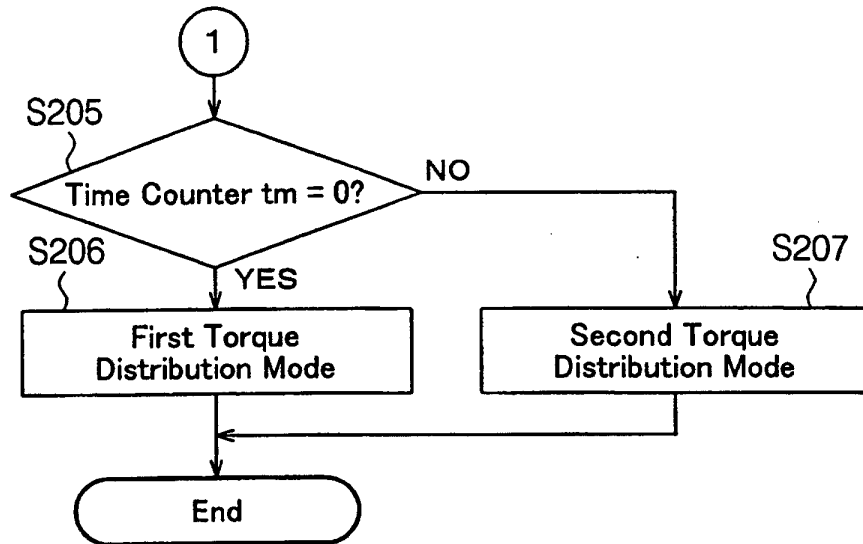 1
S205
Time Counter tm = 0?
NO
S206
YES
S207
First Torque
Distribution Mode
Second Torque
Distribution Mode
End